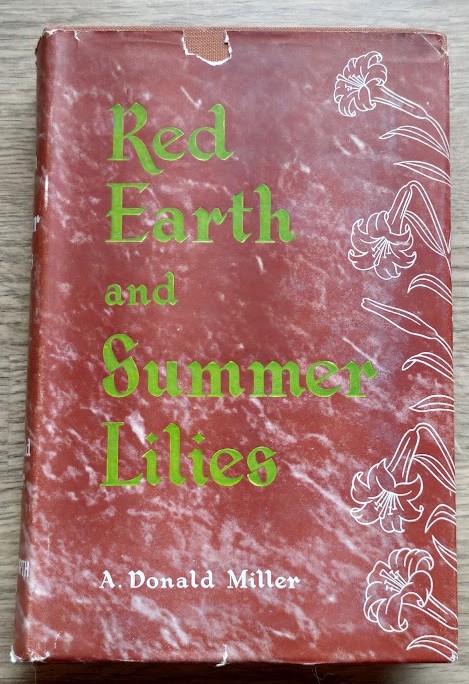 Red
Earth
and
Summer
Lilies
A. Donald Miller